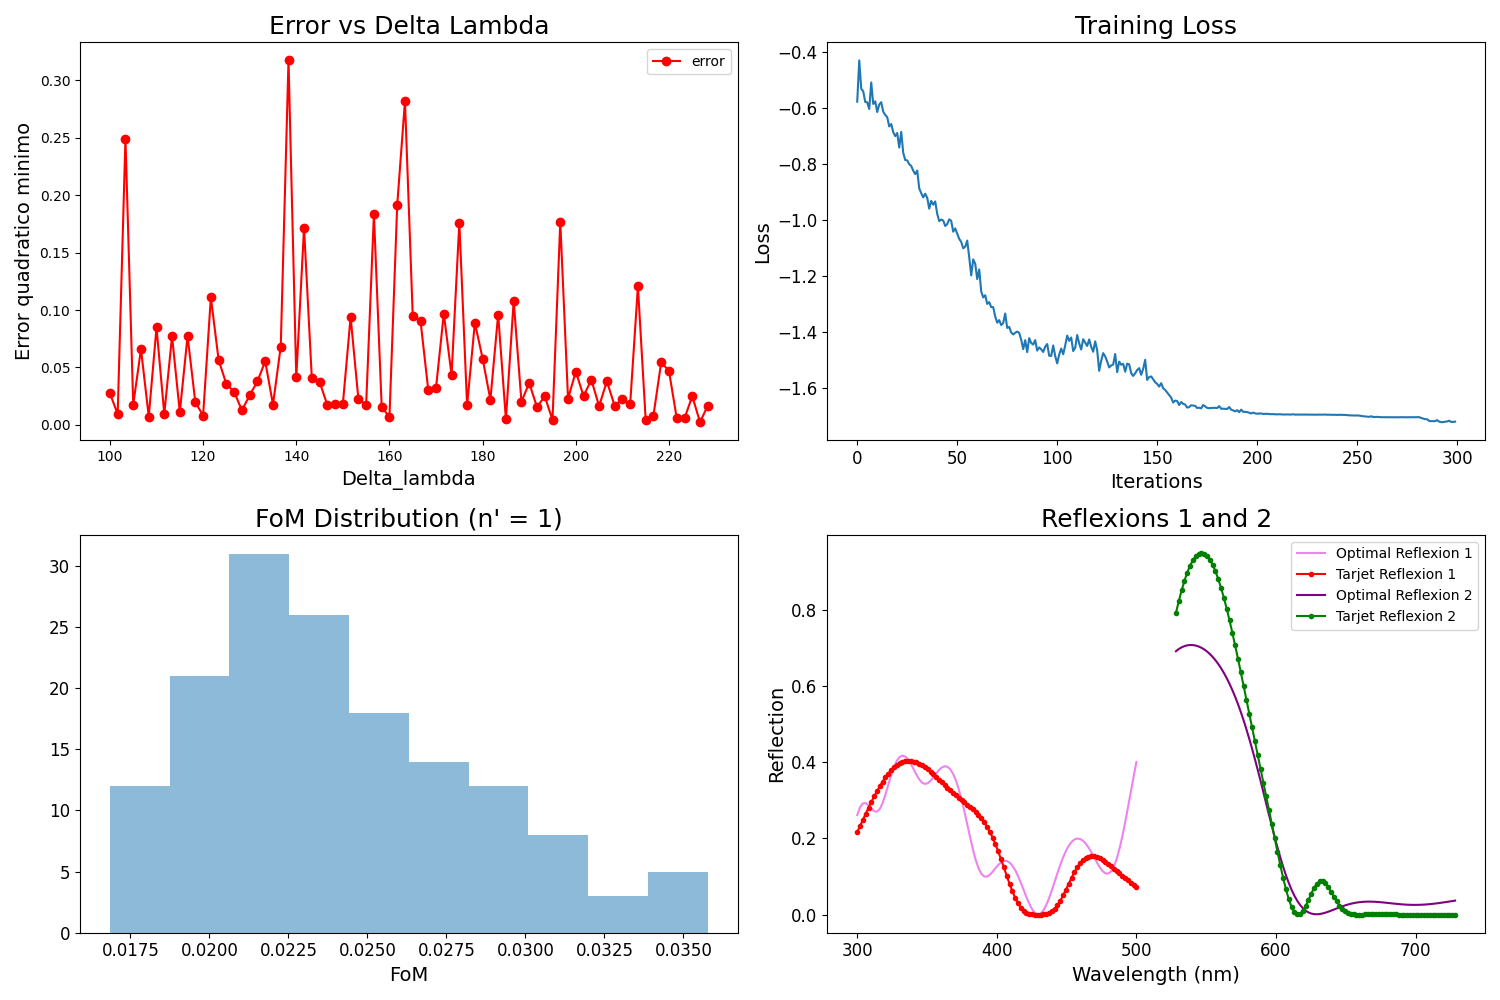 Error vs Delta Lambda
error
Error quadratico minimo
0.30
0.25
0.20
0.15
0.10
0.05
0.00
100 120 140 160 180 200 220
Delta_lambda
Training Loss
Loss
−0.4
−0.6
−0.8
−1.0
−1.2
−1.4
−1.6
0 50 100 150 200 250 300
Iterations
FoM Distribution (n' = 1)
30
25
20
15
10
5
0
0.0175 0.0200 0.0225 0.0250 0.0275 0.0300 0.0325 0.0350
FoM
Reflexions 1 and 2
Optimal Reflexion 1
Tarjet Reflexion 1
Optimal Reflexion 2
Tarjet Reflexion 2
Reflection
0.8
0.6
0.4
0.2
0.0
300 400 500 600 700
Wavelength (nm)